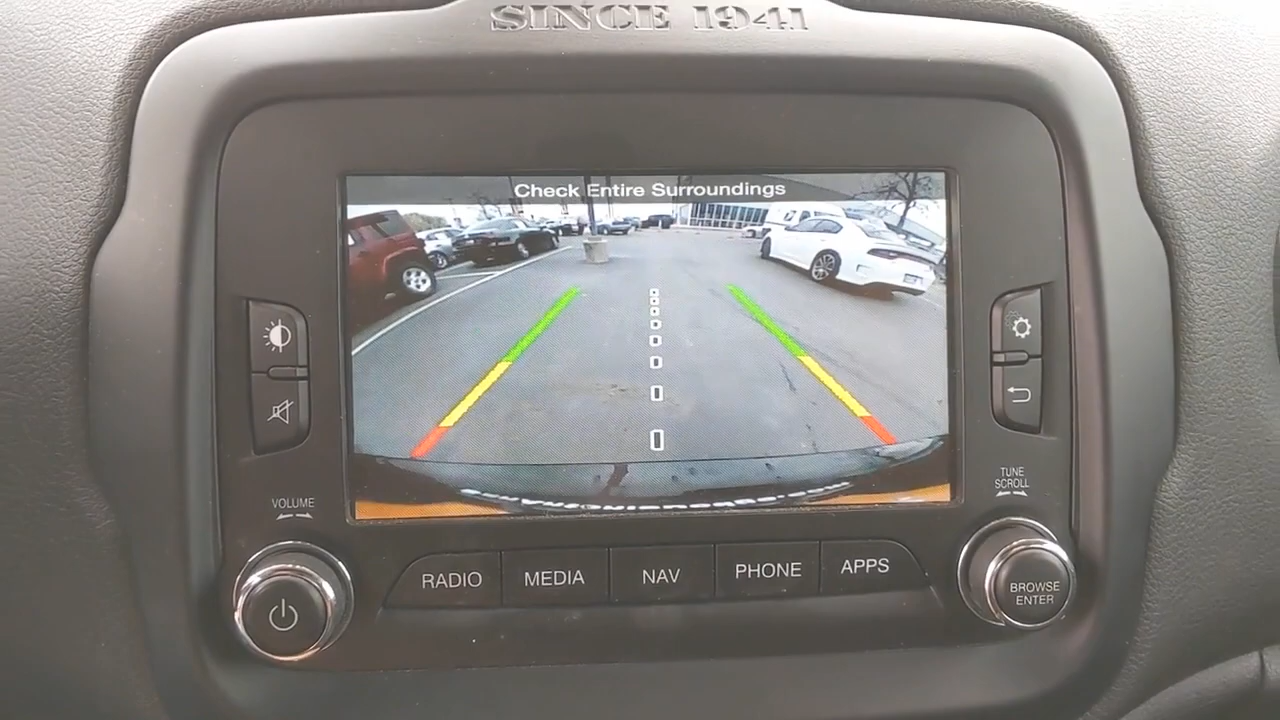 SINCE 1941
Check Entire Surroundings
VOLUME
TUNE
SCROLL
RADIO
MEDIA
NAV
PHONE
APPS
BROWSE
ENTER